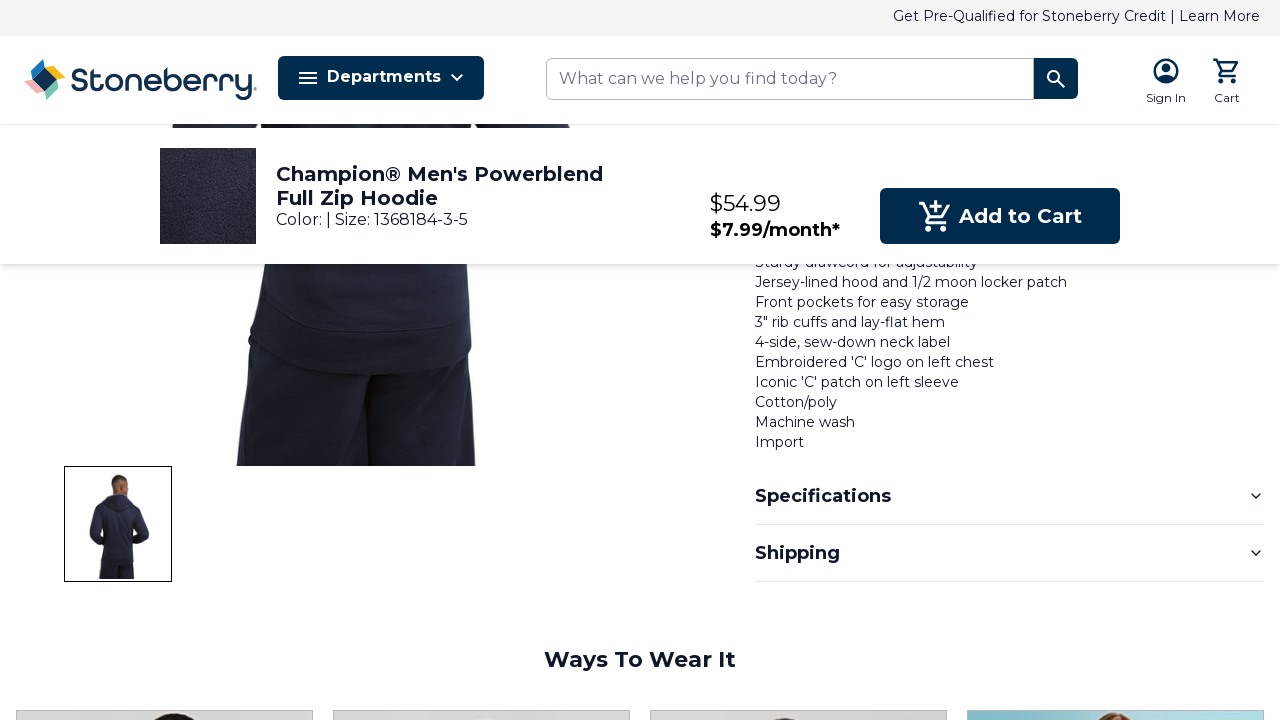 Get Pre-Qualified for Stoneberry Credit | Learn More
Stoneberry
Departments
What can we help you find today?
Sign In
Cart
Champion® Men's Powerblend
Full Zip Hoodie
Color: | Size: 1368184-3-5
$54.99
$7.99/month*
Add to Cart
Sturdy drawcord for adjustability
Jersey-lined hood and 1/2 moon locker patch
Front pockets for easy storage
3" rib cuffs and lay-flat hem
4-side, sew-down neck label
Embroidered 'C' logo on left chest
Iconic 'C' patch on left sleeve
Cotton/poly
Machine wash
Import
Specifications
Shipping
Ways To Wear It